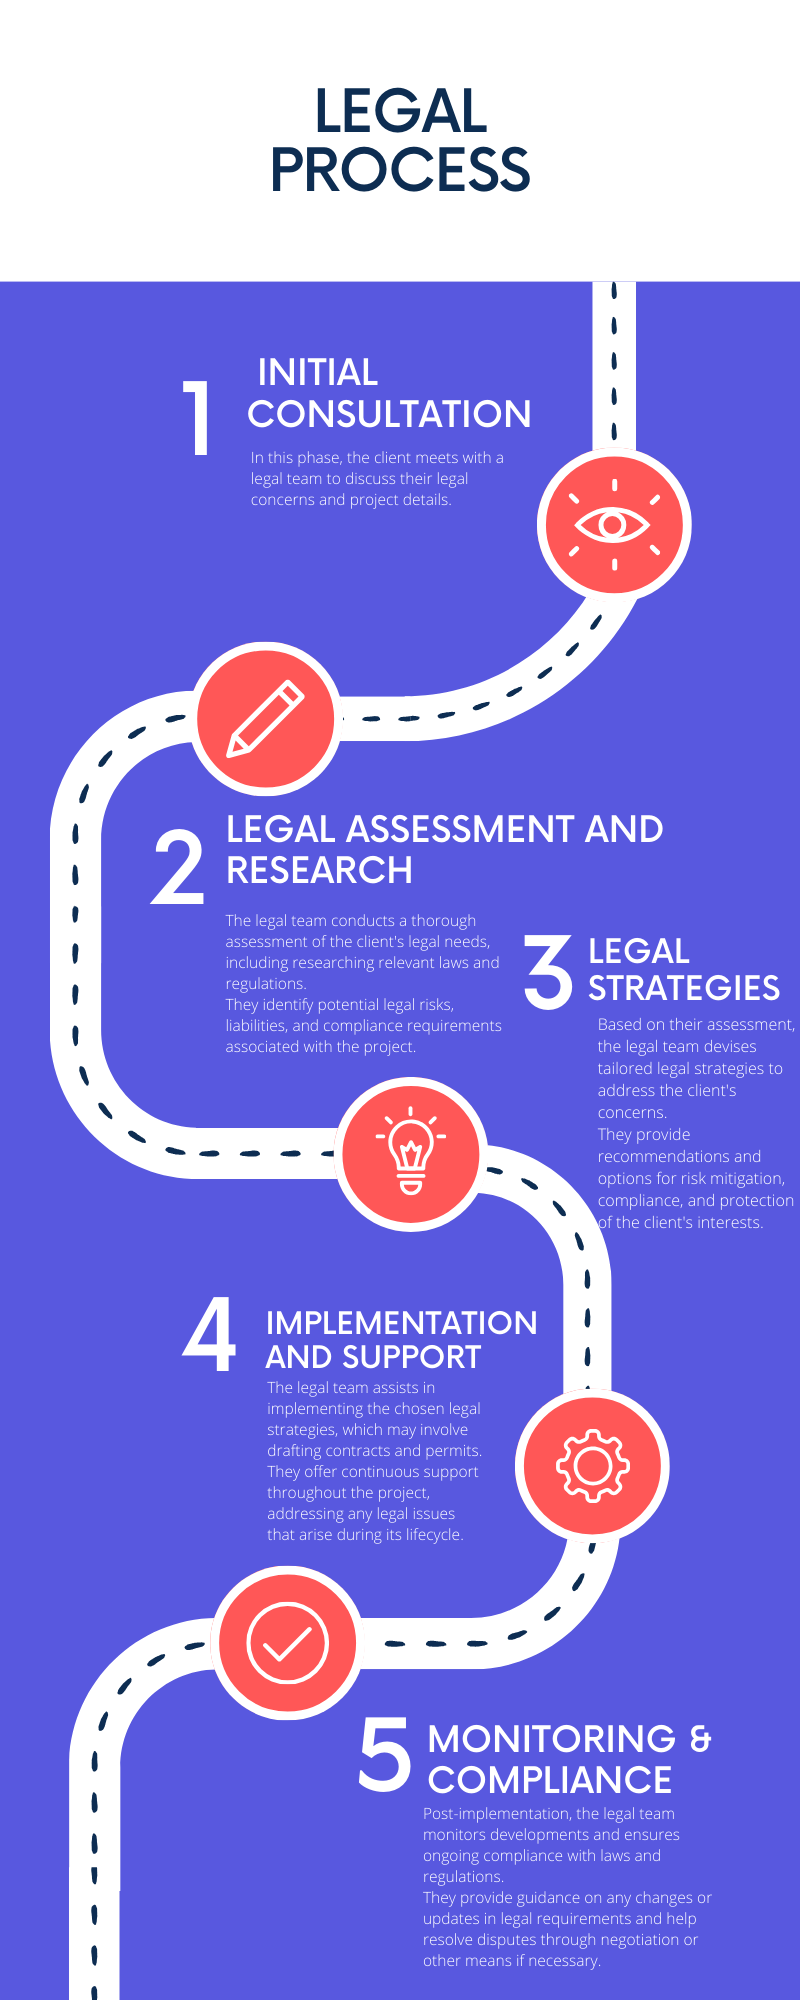 LEGAL
PROCESS
1
INITIAL
CONSULTATION
In this phase, the client meets with a
legal team to discuss their legal
concerns and project details.
2
LEGAL ASSESSMENT AND
RESEARCH
The legal team conducts a thorough
assessment of the client's legal needs,
including researching relevant laws and
regulations.
They identify potential legal risks,
liabilities, and compliance requirements
associated with the project.
3
LEGAL
STRATEGIES
Based on their assessment,
the legal team devises
tailored legal strategies to
address the client's
concerns.
They provide
recommendations and
options for risk mitigation,
compliance, and protection
of the client's interests.
4
IMPLEMENTATION
AND SUPPORT
The legal team assists in
implementing the chosen legal
strategies, which may involve
drafting contracts and permits.
They offer continuous support
throughout the project,
addressing any legal issues
that arise during its lifecycle.
5
MONITORING &
COMPLIANCE
Post-implementation, the legal team
monitors developments and ensures
ongoing compliance with laws and
regulations.
They provide guidance on any changes or
updates in legal requirements and help
resolve disputes through negotiation or
other means if necessary.